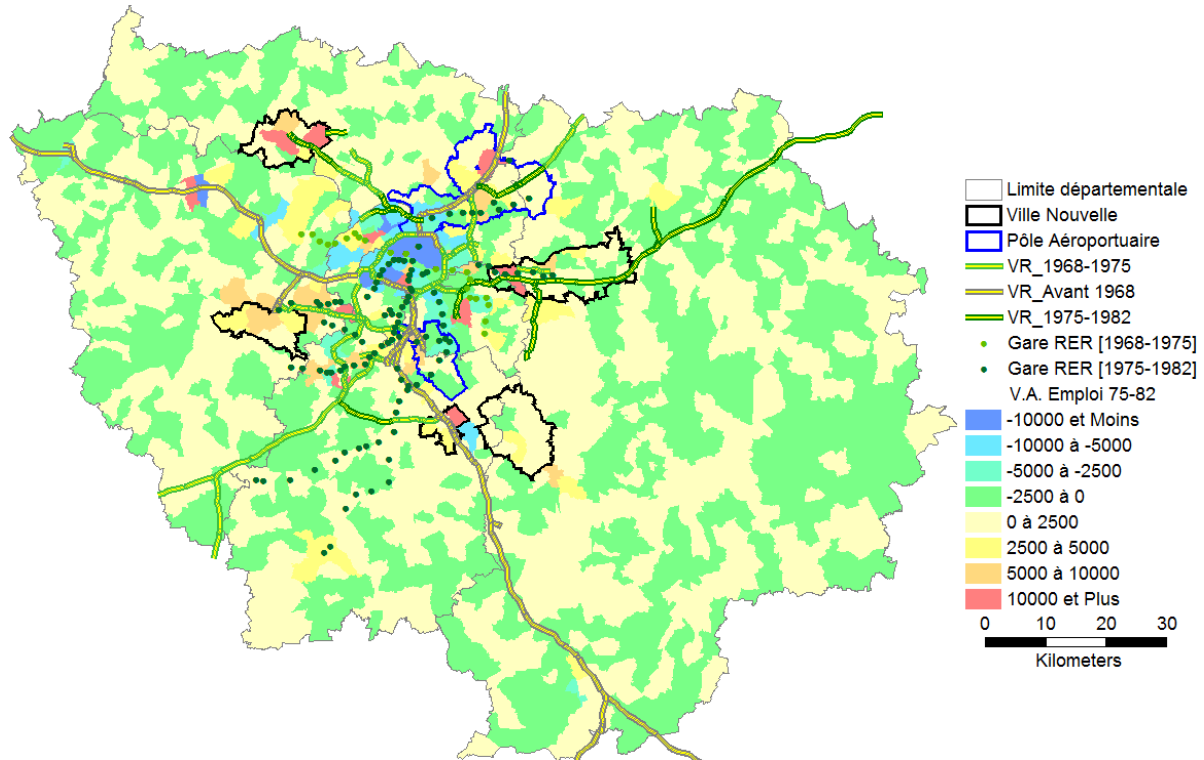 Limite départementale
Ville Nouvelle
Pôle Aéroportuaire
VR_1968-1975
VR_Avant 1968
VR_1975-1982
Gare RER [1968-1975]
Gare RER [1975-1982]
V.A. Emploi 75-82
-10000 et Moins
-10000 à -5000
-5000 à -2500
-2500 à 0
0 à 2500
2500 à 5000
5000 à 10000
10000 et Plus
0 10 20 30
Kilometers